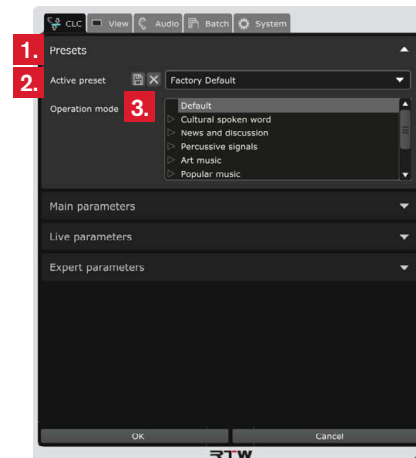 CLC View Audio Batch System
1. Presets
2. Active preset Factory Default
Operation mode 3. Default
Cultural spoken word
News and discussion
Percussive signals
Art music
Popular music
Main parameters
Live parameters
Expert parameters
OK Cancel
RTW